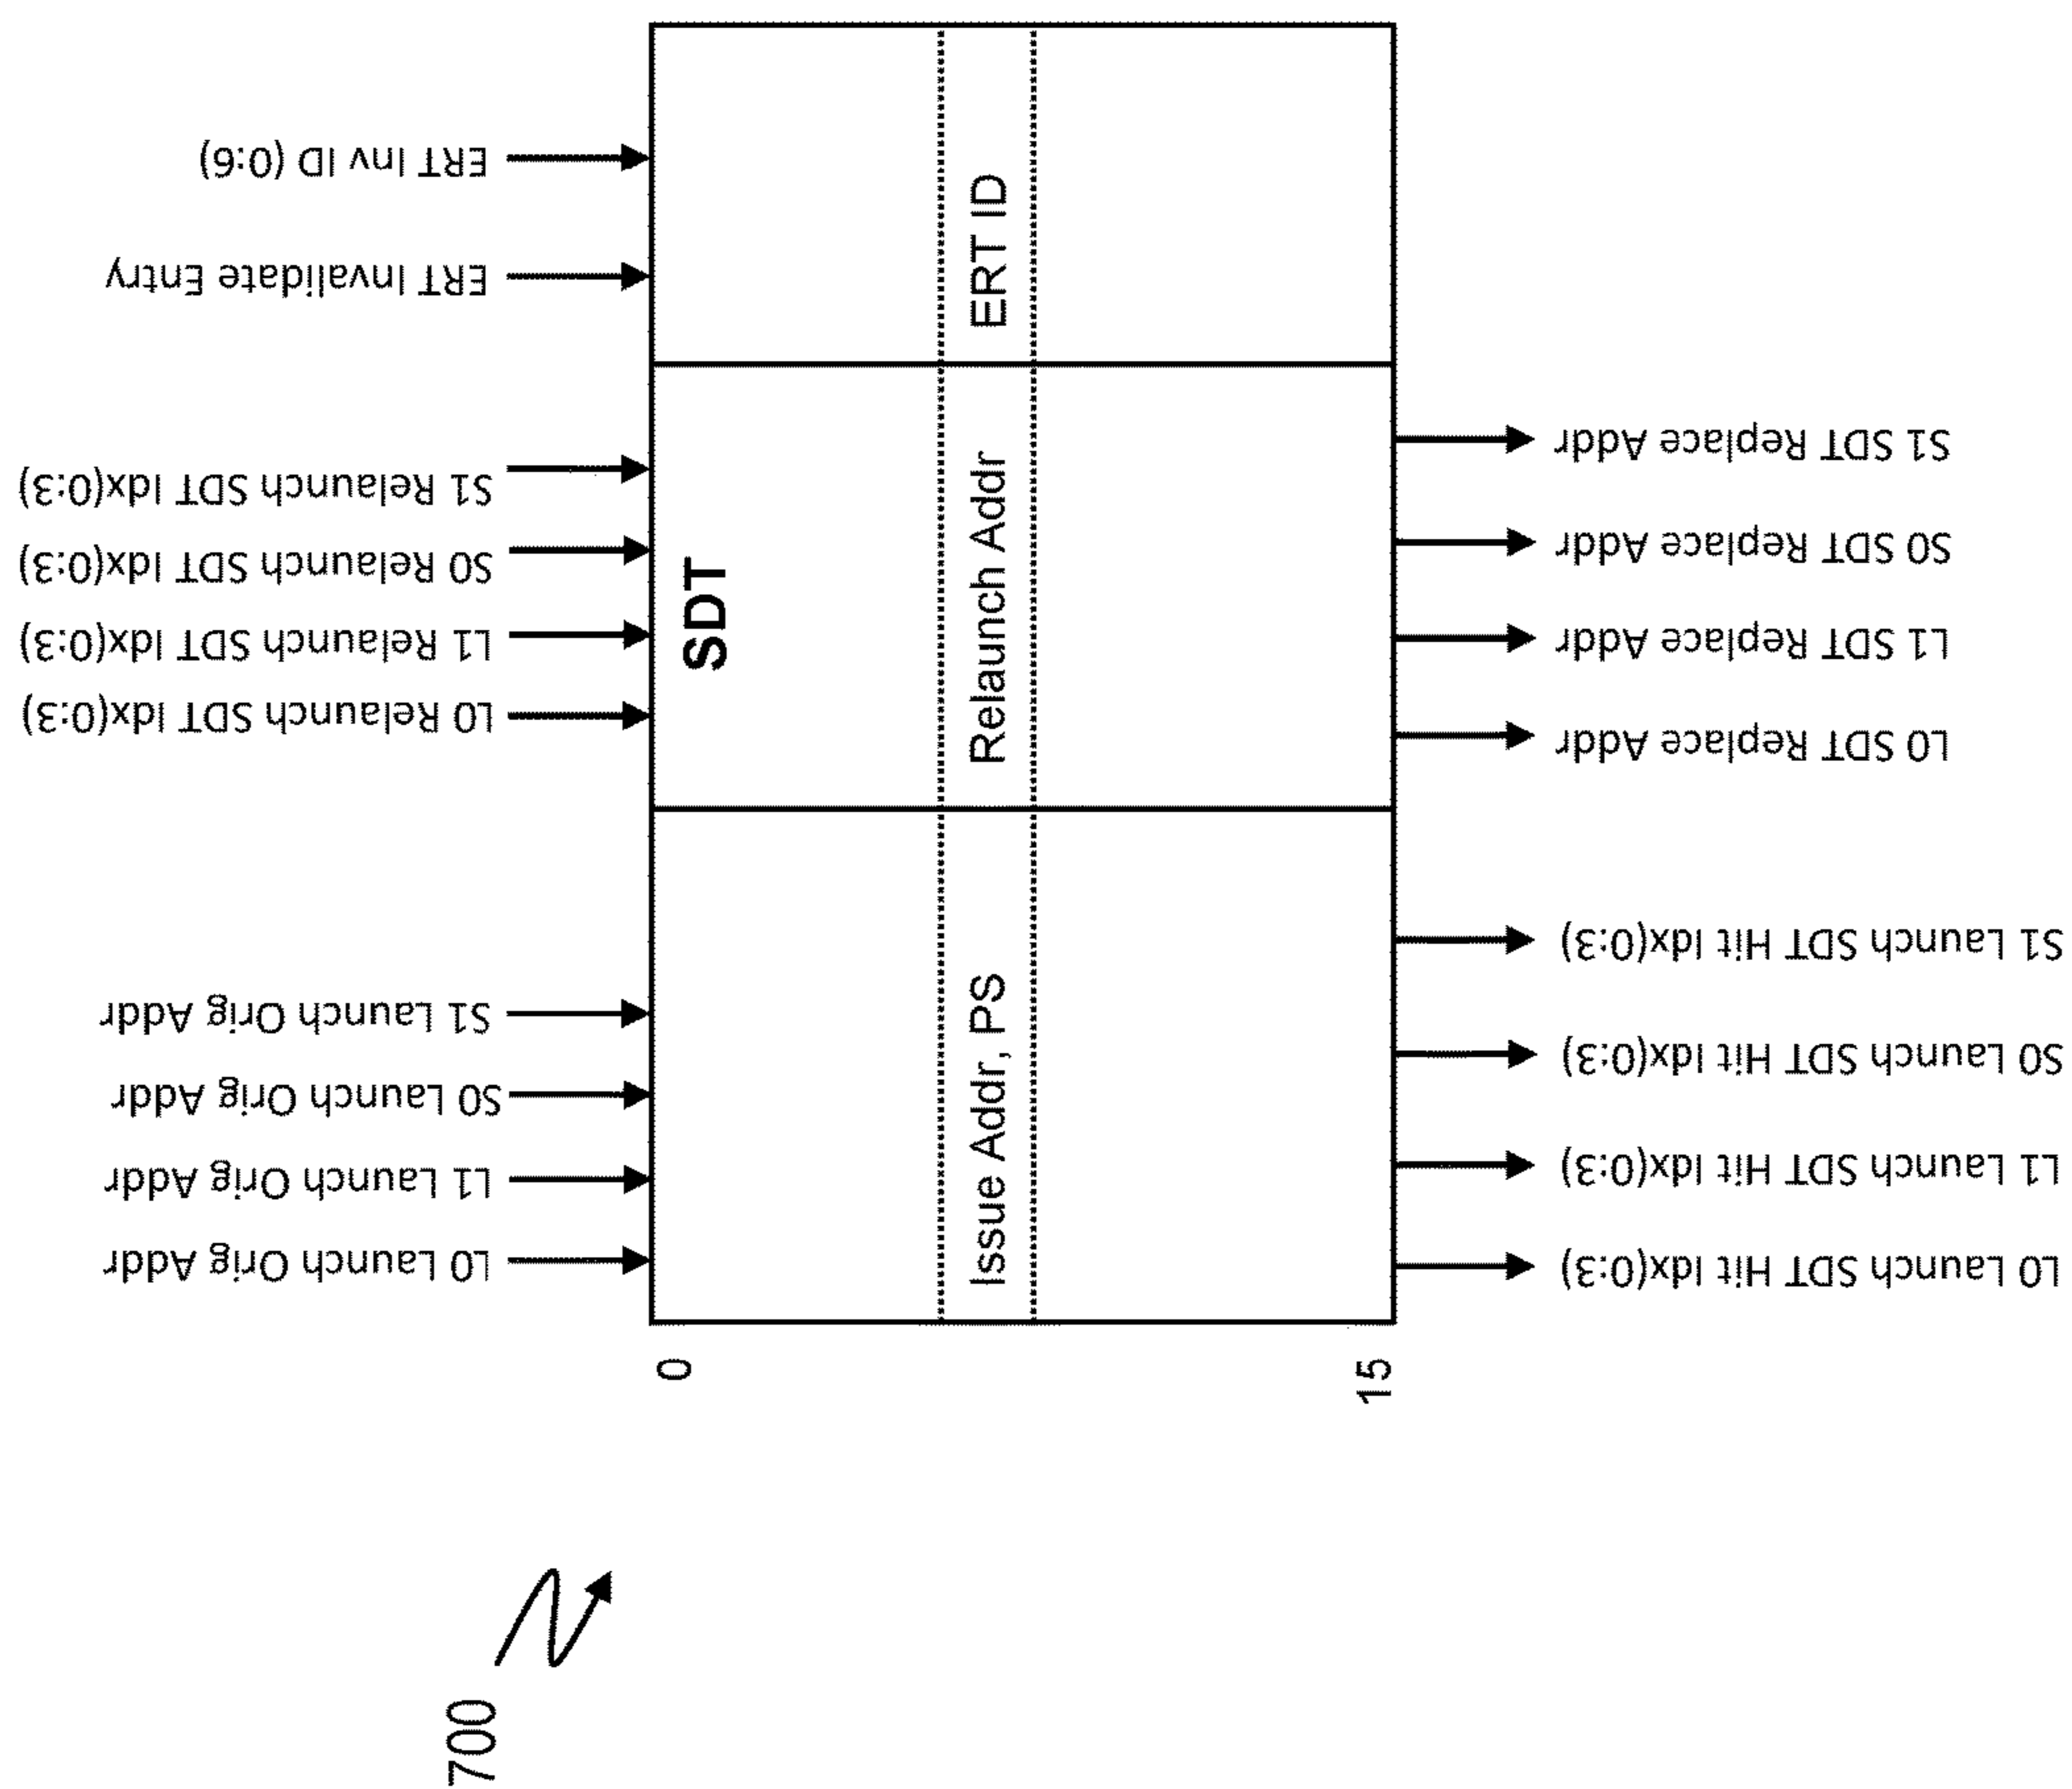 700
SDT
0
15
Issue Addr, PS
Relaunch Addr
ERT ID
L0 Launch Orig Addr
L1 Launch Orig Addr
S0 Launch Orig Addr
S1 Launch Orig Addr
L0 Relaunch SDT Idx(0:3)
L1 Relaunch SDT Idx(0:3)
S0 Relaunch SDT Idx(0:3)
S1 Relaunch SDT Idx(0:3)
ERT Invalidate Entry
ERT Inv ID (0:6)
L0 Launch SDT Hit Idx(0:3)
L1 Launch SDT Hit Idx(0:3)
S0 Launch SDT Hit Idx(0:3)
S1 Launch SDT Hit Idx(0:3)
L0 SDT Replace Addr
L1 SDT Replace Addr
S0 SDT Replace Addr
S1 SDT Replace Addr